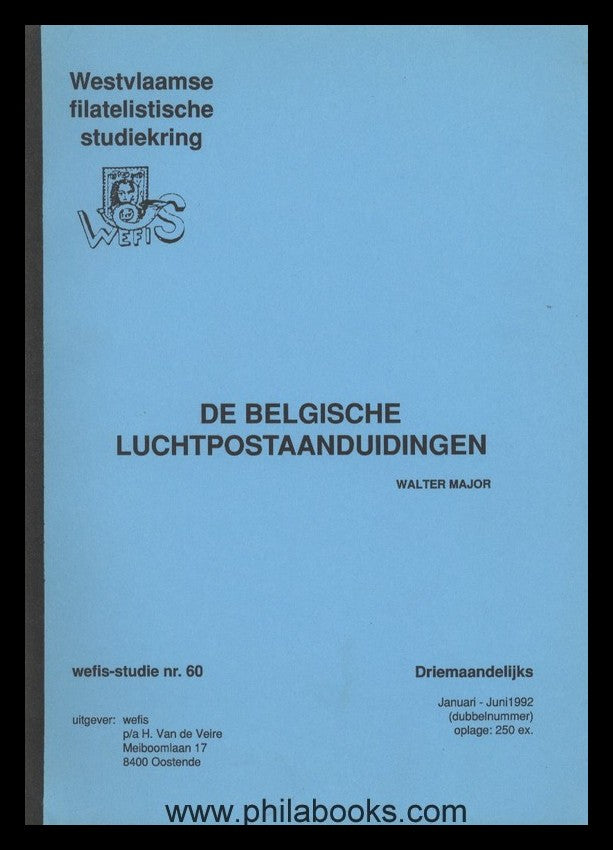 Westvlaamse
filatelistische
studiekring
WEFIS
DE BELGISCHE
LUCHTPOSTAANDUIDINGEN
WALTER MAJOR
wefis-studie nr. 60
Driemaandelijks
Januari - Juni1992
(dubbelnummer)
oplage: 250 ex.
uitgever: wefis
p/a H. Van de Veire
Meiboomlaan 17
8400 Oostende
www.philabooks.com